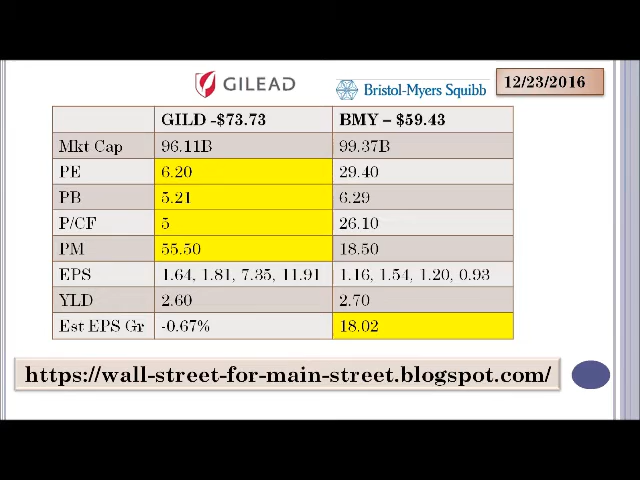 GILEAD
Bristol-Myers Squibb
12/23/2016
GILD -$73.73 BMY – $59.43
Mkt Cap 96.11B 99.37B
PE 6.20 29.40
PB 5.21 6.29
P/CF 5 26.10
PM 55.50 18.50
EPS 1.64, 1.81, 7.35, 11.91 1.16, 1.54, 1.20, 0.93
YLD 2.60 2.70
Est EPS Gr -0.67% 18.02
https://wall-street-for-main-street.blogspot.com/